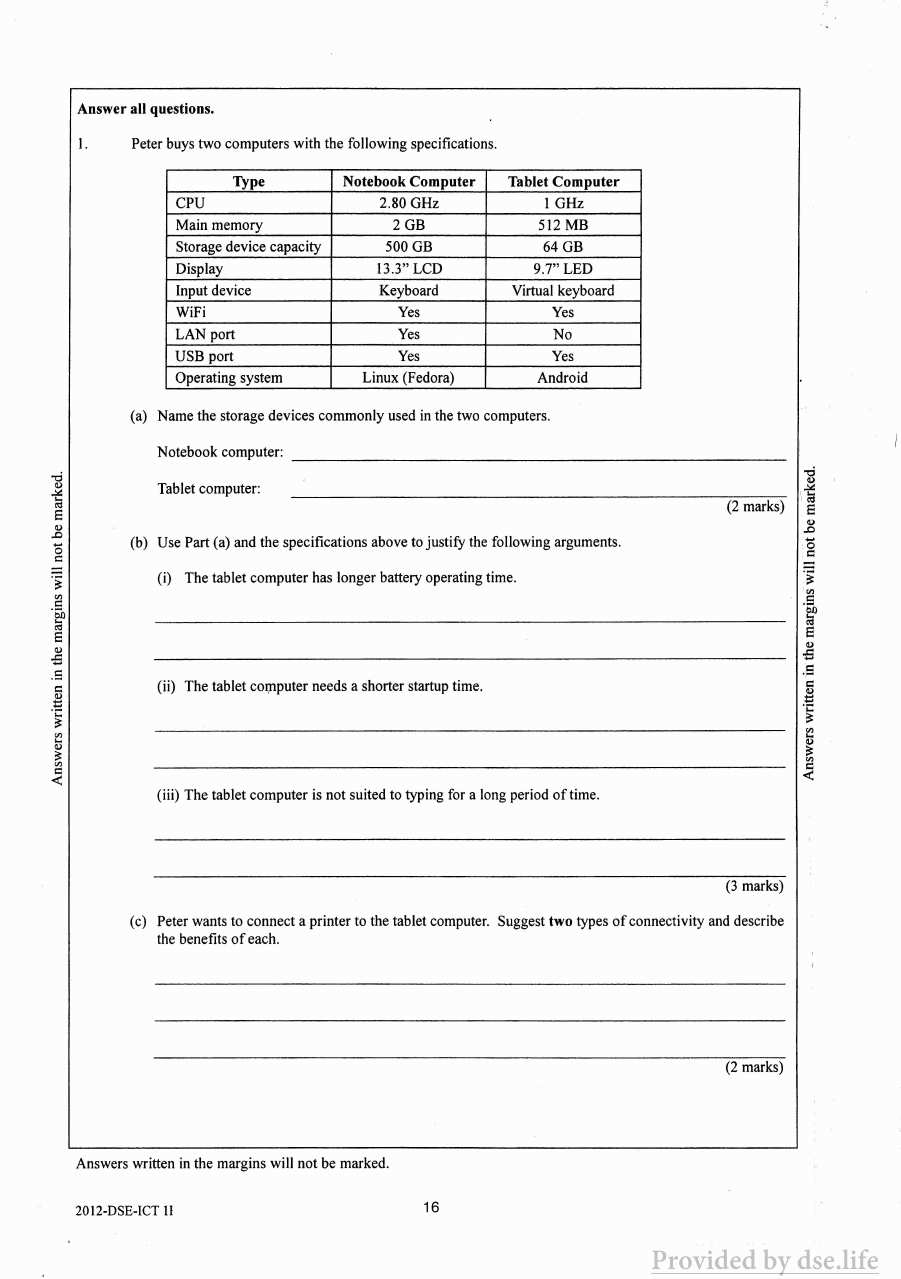 Answer all questions.
1. Peter buys two computers with the following specifications.
Type Notebook Computer Tablet Computer
CPU 2.80 GHz 1 GHz
Main memory 2 GB 512 MB
Storage device capacity 500 GB 64 GB
Display 13.3” LCD 9.7” LED
Input device Keyboard Virtual keyboard
WiFi Yes Yes
LAN port Yes No
USB port Yes Yes
Operating system Linux (Fedora) Android
(a) Name the storage devices commonly used in the two computers.
Notebook computer:
Tablet computer:
(2 marks)
(b) Use Part (a) and the specifications above to justify the following arguments.
(i) The tablet computer has longer battery operating time.
(ii) The tablet computer needs a shorter startup time.
(iii) The tablet computer is not suited to typing for a long period of time.
(3 marks)
(c) Peter wants to connect a printer to the tablet computer. Suggest two types of connectivity and describe
the benefits of each.
(2 marks)
Answers written in the margins will not be marked.
Answers written in the margins will not be marked.
Answers written in the margins will not be marked.
2012-DSE-ICT 1I
16
Provided by dse.life